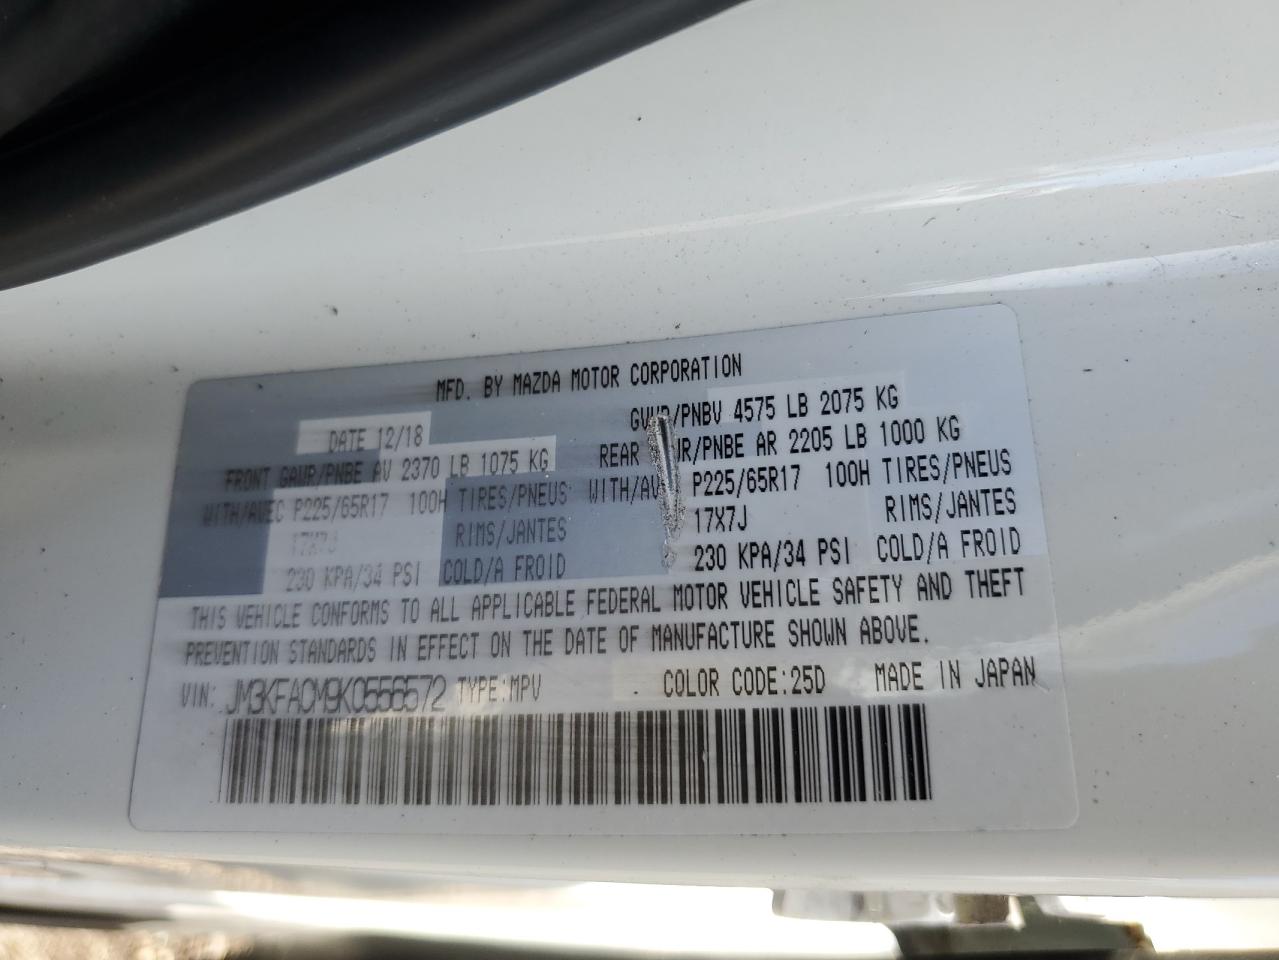 MFD. BY MAZDA MOTOR CORPORATION
DATE 12/18 GVWR/PNBV 4575 LB 2075 KG
FRONT GAWR/PNBE AV 2370 LB 1075 KG REAR GAWR/PNBE AR 2205 LB 1000 KG
WITH/AVEC P225/65R17 100H TIRES/PNEUS WITH/AVEC P225/65R17 100H TIRES/PNEUS
17X7J RIMS/JANTES 17X7J RIMS/JANTES
230 KPA/34 PSI COLD/A FROID 230 KPA/34 PSI COLD/A FROID
THIS VEHICLE CONFORMS TO ALL APPLICABLE FEDERAL MOTOR VEHICLE SAFETY AND THEFT
PREVENTION STANDARDS IN EFFECT ON THE DATE OF MANUFACTURE SHOWN ABOVE.
VIN: JM3KFACM9K0556572 TYPE:MPV COLOR CODE:25D MADE IN JAPAN